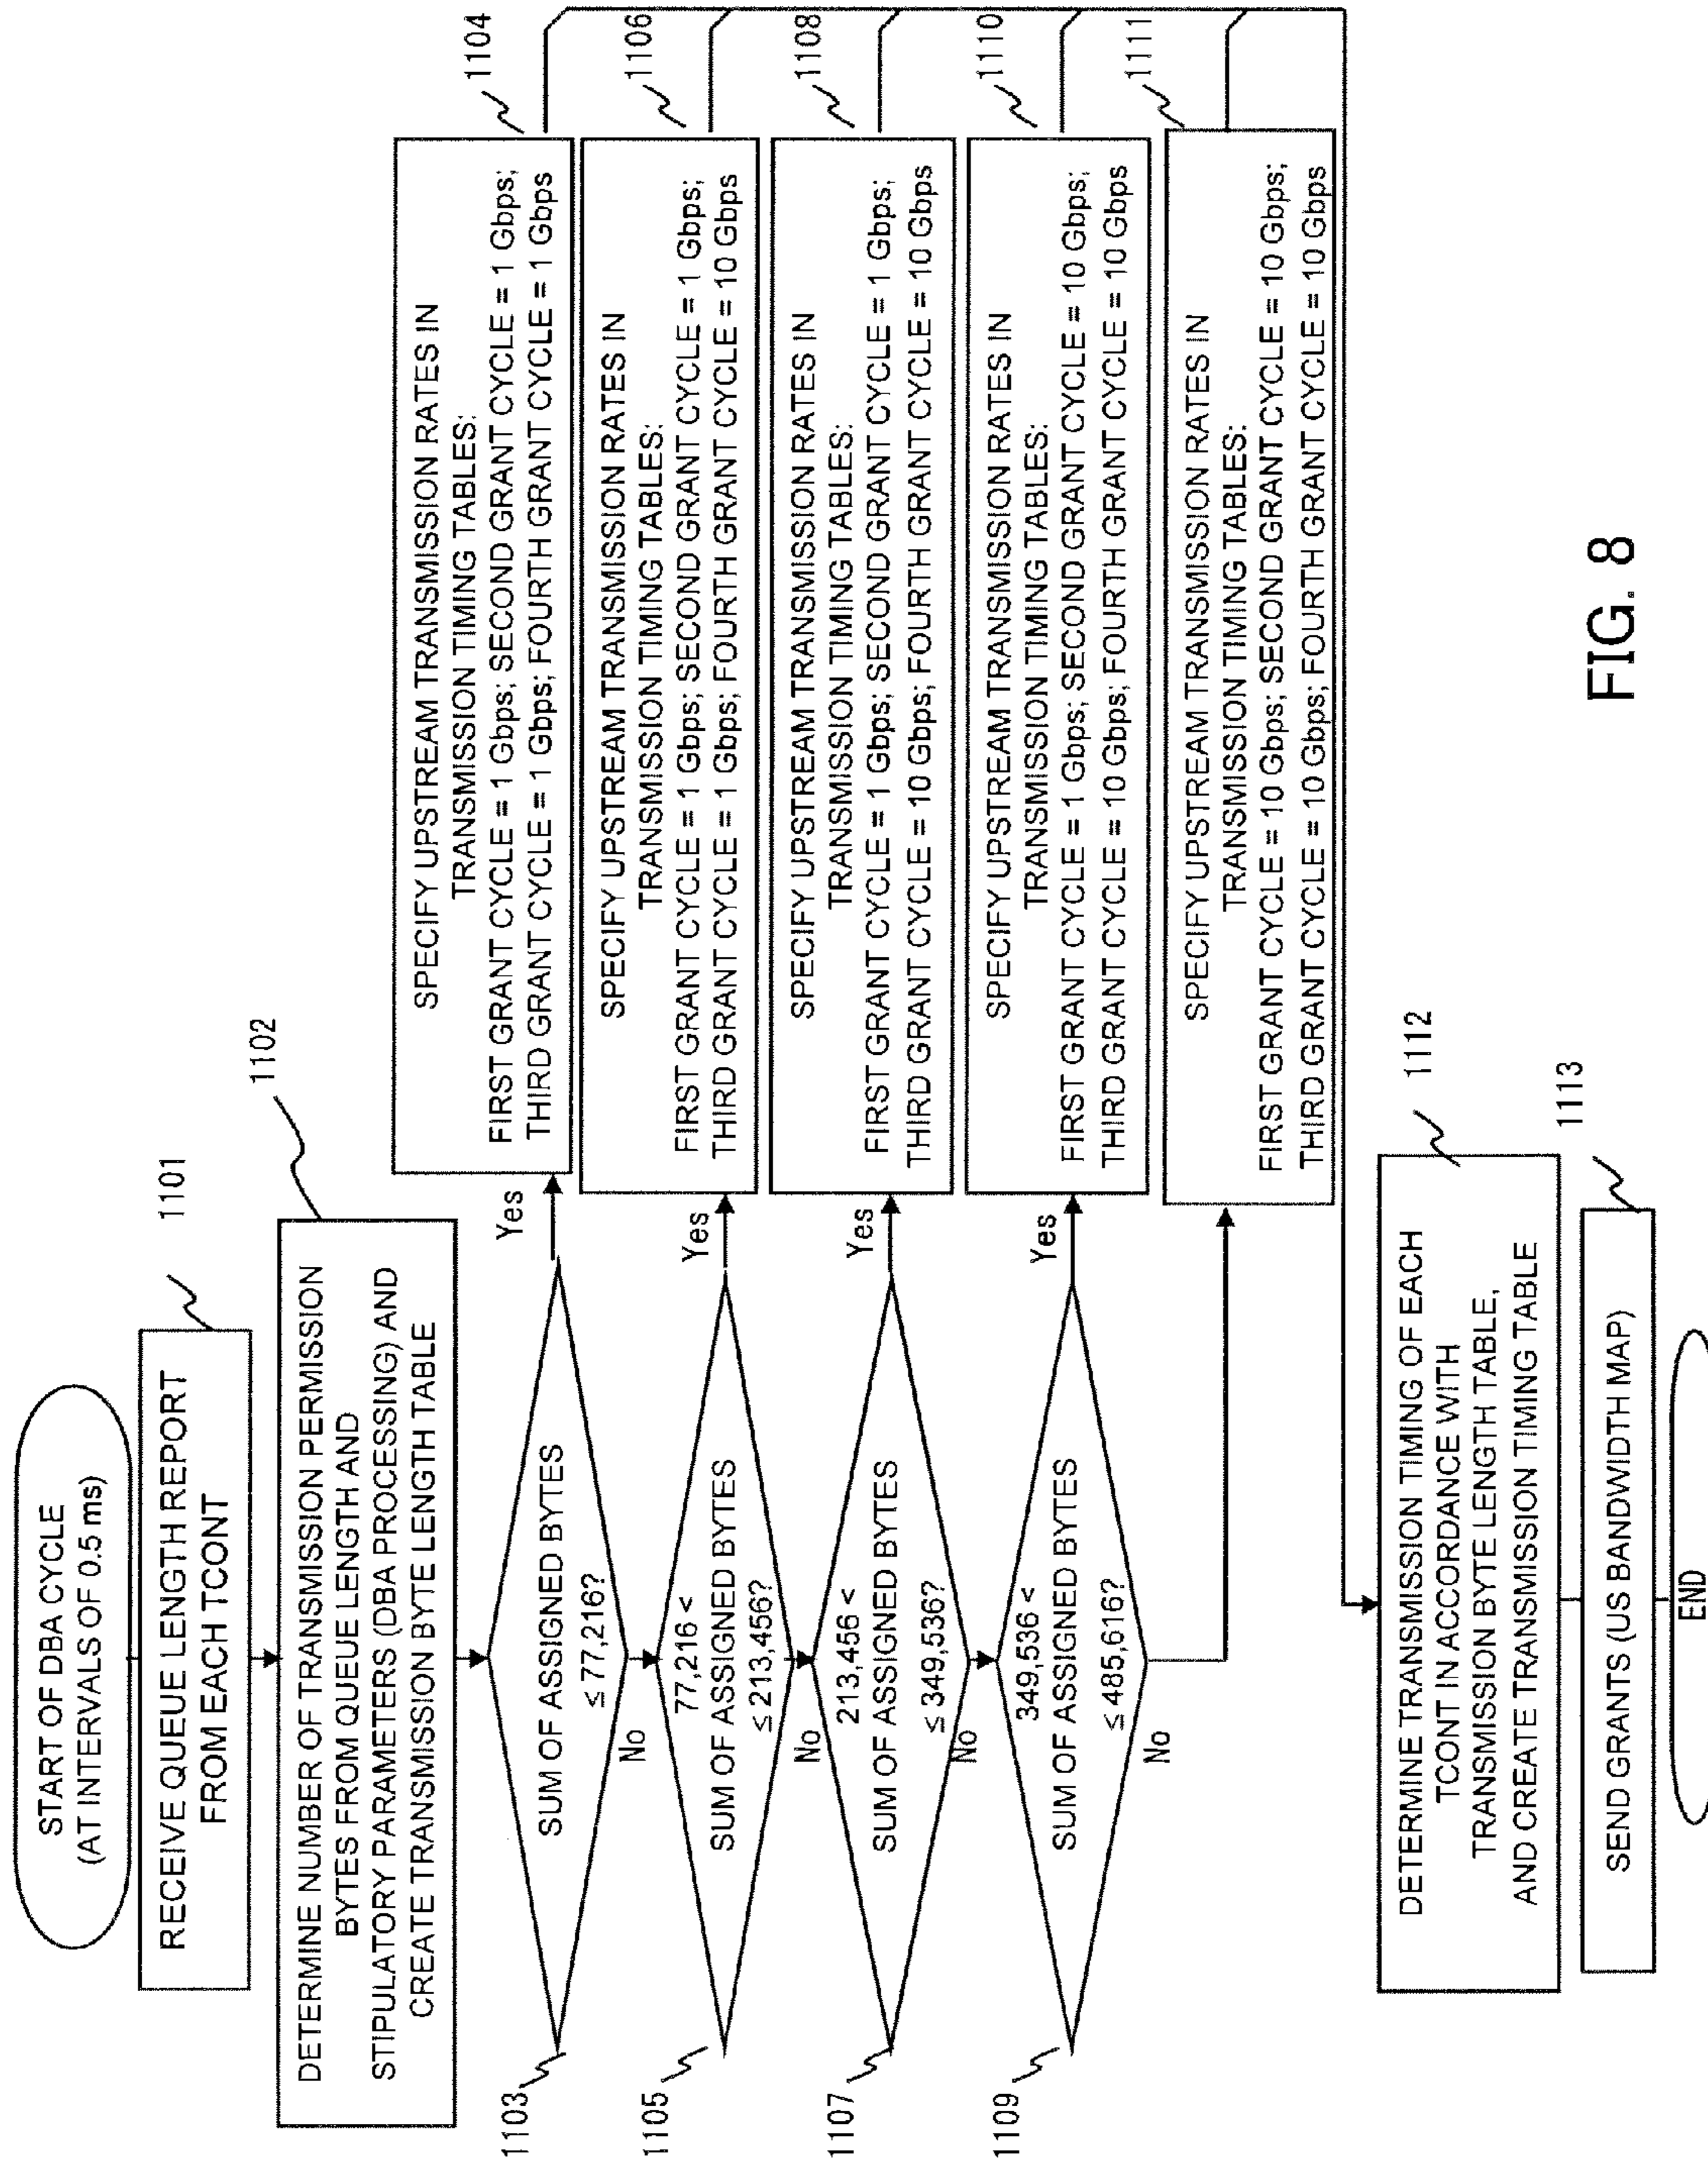 START OF DBA CYCLE
(AT INTERVALS OF 0.5 ms)
RECEIVE QUEUE LENGTH REPORT
FROM EACH TCONT
1101
DETERMINE NUMBER OF TRANSMISSION PERMISSION
BYTES FROM QUEUE LENGTH AND
STIPULATORY PARAMETERS (DBA PROCESSING) AND
CREATE TRANSMISSION BYTE LENGTH TABLE
1102
1103
SUM OF ASSIGNED BYTES
≤ 77,216?
Yes
No
SPECIFY UPSTREAM TRANSMISSION RATES IN
TRANSMISSION TIMING TABLES:
FIRST GRANT CYCLE = 1 Gbps; SECOND GRANT CYCLE = 1 Gbps;
THIRD GRANT CYCLE = 1 Gbps; FOURTH GRANT CYCLE = 1 Gbps
1104
1105
77,216 <
SUM OF ASSIGNED BYTES
≤ 213,456?
Yes
No
SPECIFY UPSTREAM TRANSMISSION RATES IN
TRANSMISSION TIMING TABLES:
FIRST GRANT CYCLE = 1 Gbps; SECOND GRANT CYCLE = 1 Gbps;
THIRD GRANT CYCLE = 1 Gbps; FOURTH GRANT CYCLE = 10 Gbps
1106
1107
213,456 <
SUM OF ASSIGNED BYTES
≤ 349,536?
Yes
No
SPECIFY UPSTREAM TRANSMISSION RATES IN
TRANSMISSION TIMING TABLES:
FIRST GRANT CYCLE = 1 Gbps; SECOND GRANT CYCLE = 1 Gbps;
THIRD GRANT CYCLE = 10 Gbps; FOURTH GRANT CYCLE = 10 Gbps
1108
1109
349,536 <
SUM OF ASSIGNED BYTES
≤ 485,616?
Yes
No
SPECIFY UPSTREAM TRANSMISSION RATES IN
TRANSMISSION TIMING TABLES:
FIRST GRANT CYCLE = 1 Gbps; SECOND GRANT CYCLE = 10 Gbps;
THIRD GRANT CYCLE = 10 Gbps; FOURTH GRANT CYCLE = 10 Gbps
1110
SPECIFY UPSTREAM TRANSMISSION RATES IN
TRANSMISSION TIMING TABLES:
FIRST GRANT CYCLE = 10 Gbps; SECOND GRANT CYCLE = 10 Gbps;
THIRD GRANT CYCLE = 10 Gbps; FOURTH GRANT CYCLE = 10 Gbps
1111
DETERMINE TRANSMISSION TIMING OF EACH
TCONT IN ACCORDANCE WITH
TRANSMISSION BYTE LENGTH TABLE,
AND CREATE TRANSMISSION TIMING TABLE
1112
SEND GRANTS (US BANDWIDTH MAP)
1113
END
FIG. 8